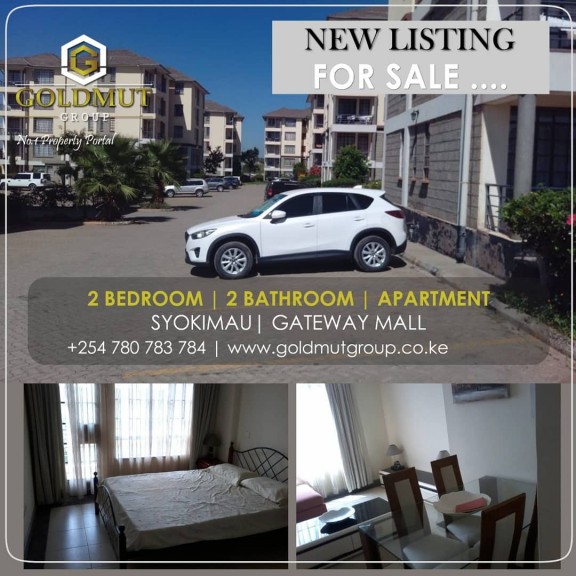 NEW LISTING
FOR SALE ....
G
GOLDMUT
GROUP
No.1 Property Portal
2 BEDROOM | 2 BATHROOM | APARTMENT
SYOKIMAU| GATEWAY MALL
+254 780 783 784 | www.goldmutgroup.co.ke